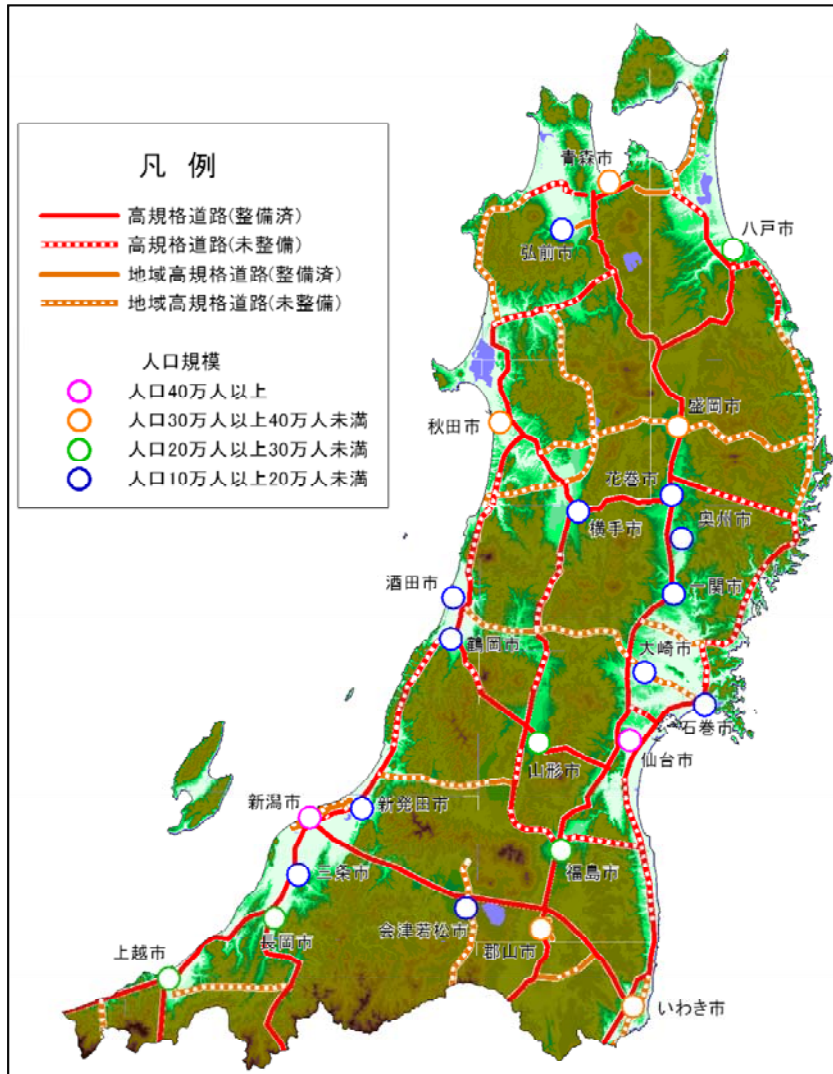 凡 例
高規格道路(整備済)
高規格道路(未整備)
地域高規格道路(整備済)
地域高規格道路(未整備)
人口規模
人口40万人以上
人口30万人以上40万人未満
人口20万人以上30万人未満
人口10万人以上20万人未満
青森市
八戸市
弘前市
盛岡市
秋田市
花巻市
奥州市
横手市
酒田市
一関市
鶴岡市
大崎市
石巻市
仙台市
山形市
新潟市
新発田市
福島市
三条市
会津若松市
長岡市
郡山市
上越市
いわき市